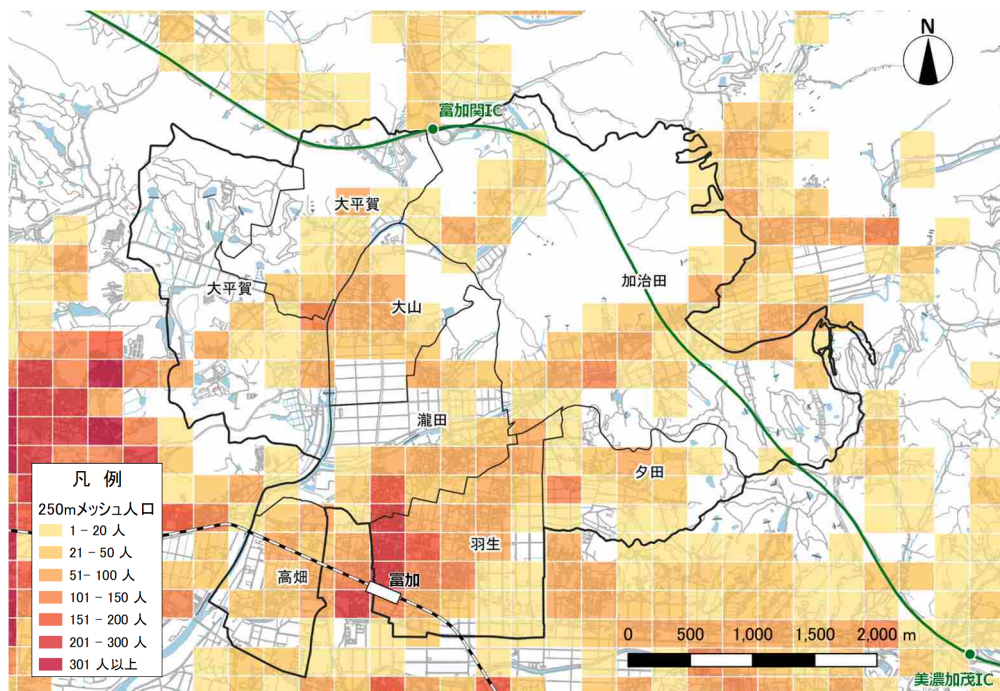 N
富加関IC
大平賀
大平賀
加治田
大山
瀧田
夕田
羽生
高畑
富加
凡 例
250mメッシュ人口
1 - 20 人
21 - 50 人
51- 100 人
101 - 150 人
151 - 200 人
201 - 300 人
301 人以上
0 500 1,000 1,500 2,000 m
美濃加茂IC